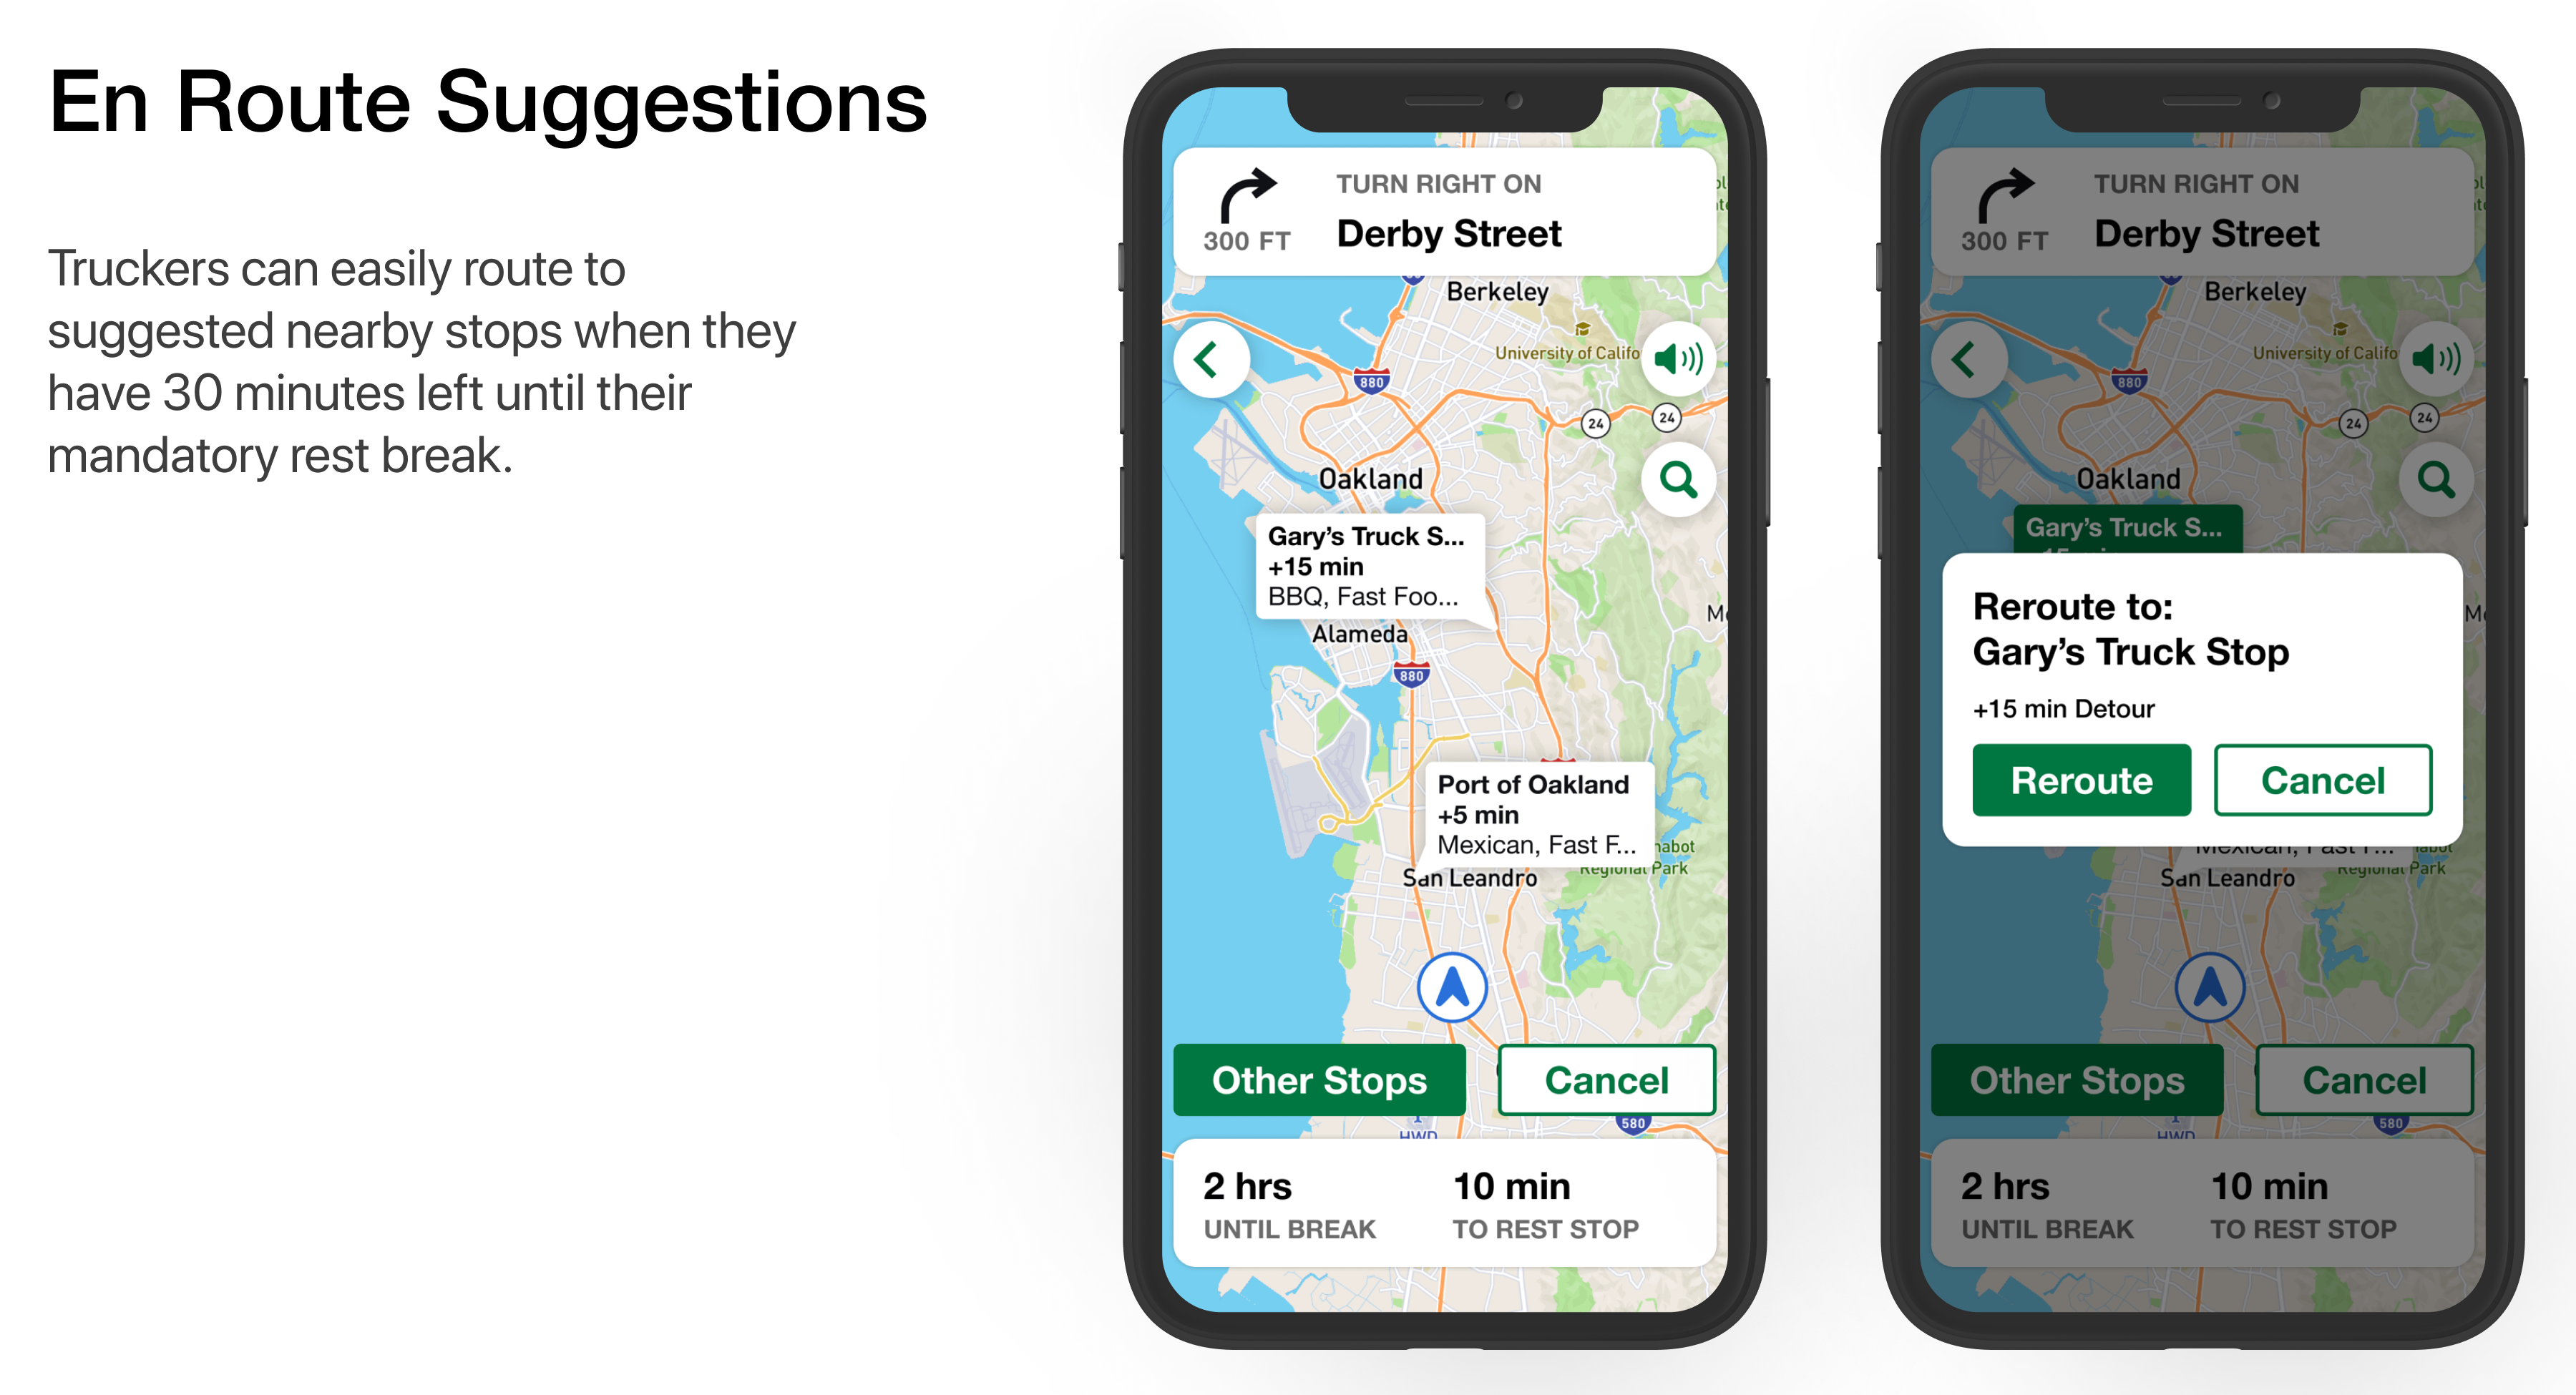 En Route Suggestions
Truckers can easily route to
suggested nearby stops when they
have 30 minutes left until their
mandatory rest break.
TURN RIGHT ON
300 FT
Derby Street
Berkeley
University of Califo
880
24
24
Oakland
Gary's Truck S...
+15 min
BBQ, Fast Foo...
Alameda
880
Port of Oakland
+5 min
Mexican, Fast F...
habot
Regional Park
San Leandro
Other Stops
Cancel
580
HWD
2 hrs
10 min
UNTIL BREAK
TO REST STOP
TURN RIGHT ON
300 FT
Derby Street
Berkeley
University of Califo
880
24
24
Oakland
Gary's Truck S...
Reroute to:
Gary's Truck Stop
+15 min Detour
Reroute
Cancel
Mexican, Fast F...
Regional Park
San Leandro
Other Stops
Cancel
580
HWD
2 hrs
10 min
UNTIL BREAK
TO REST STOP